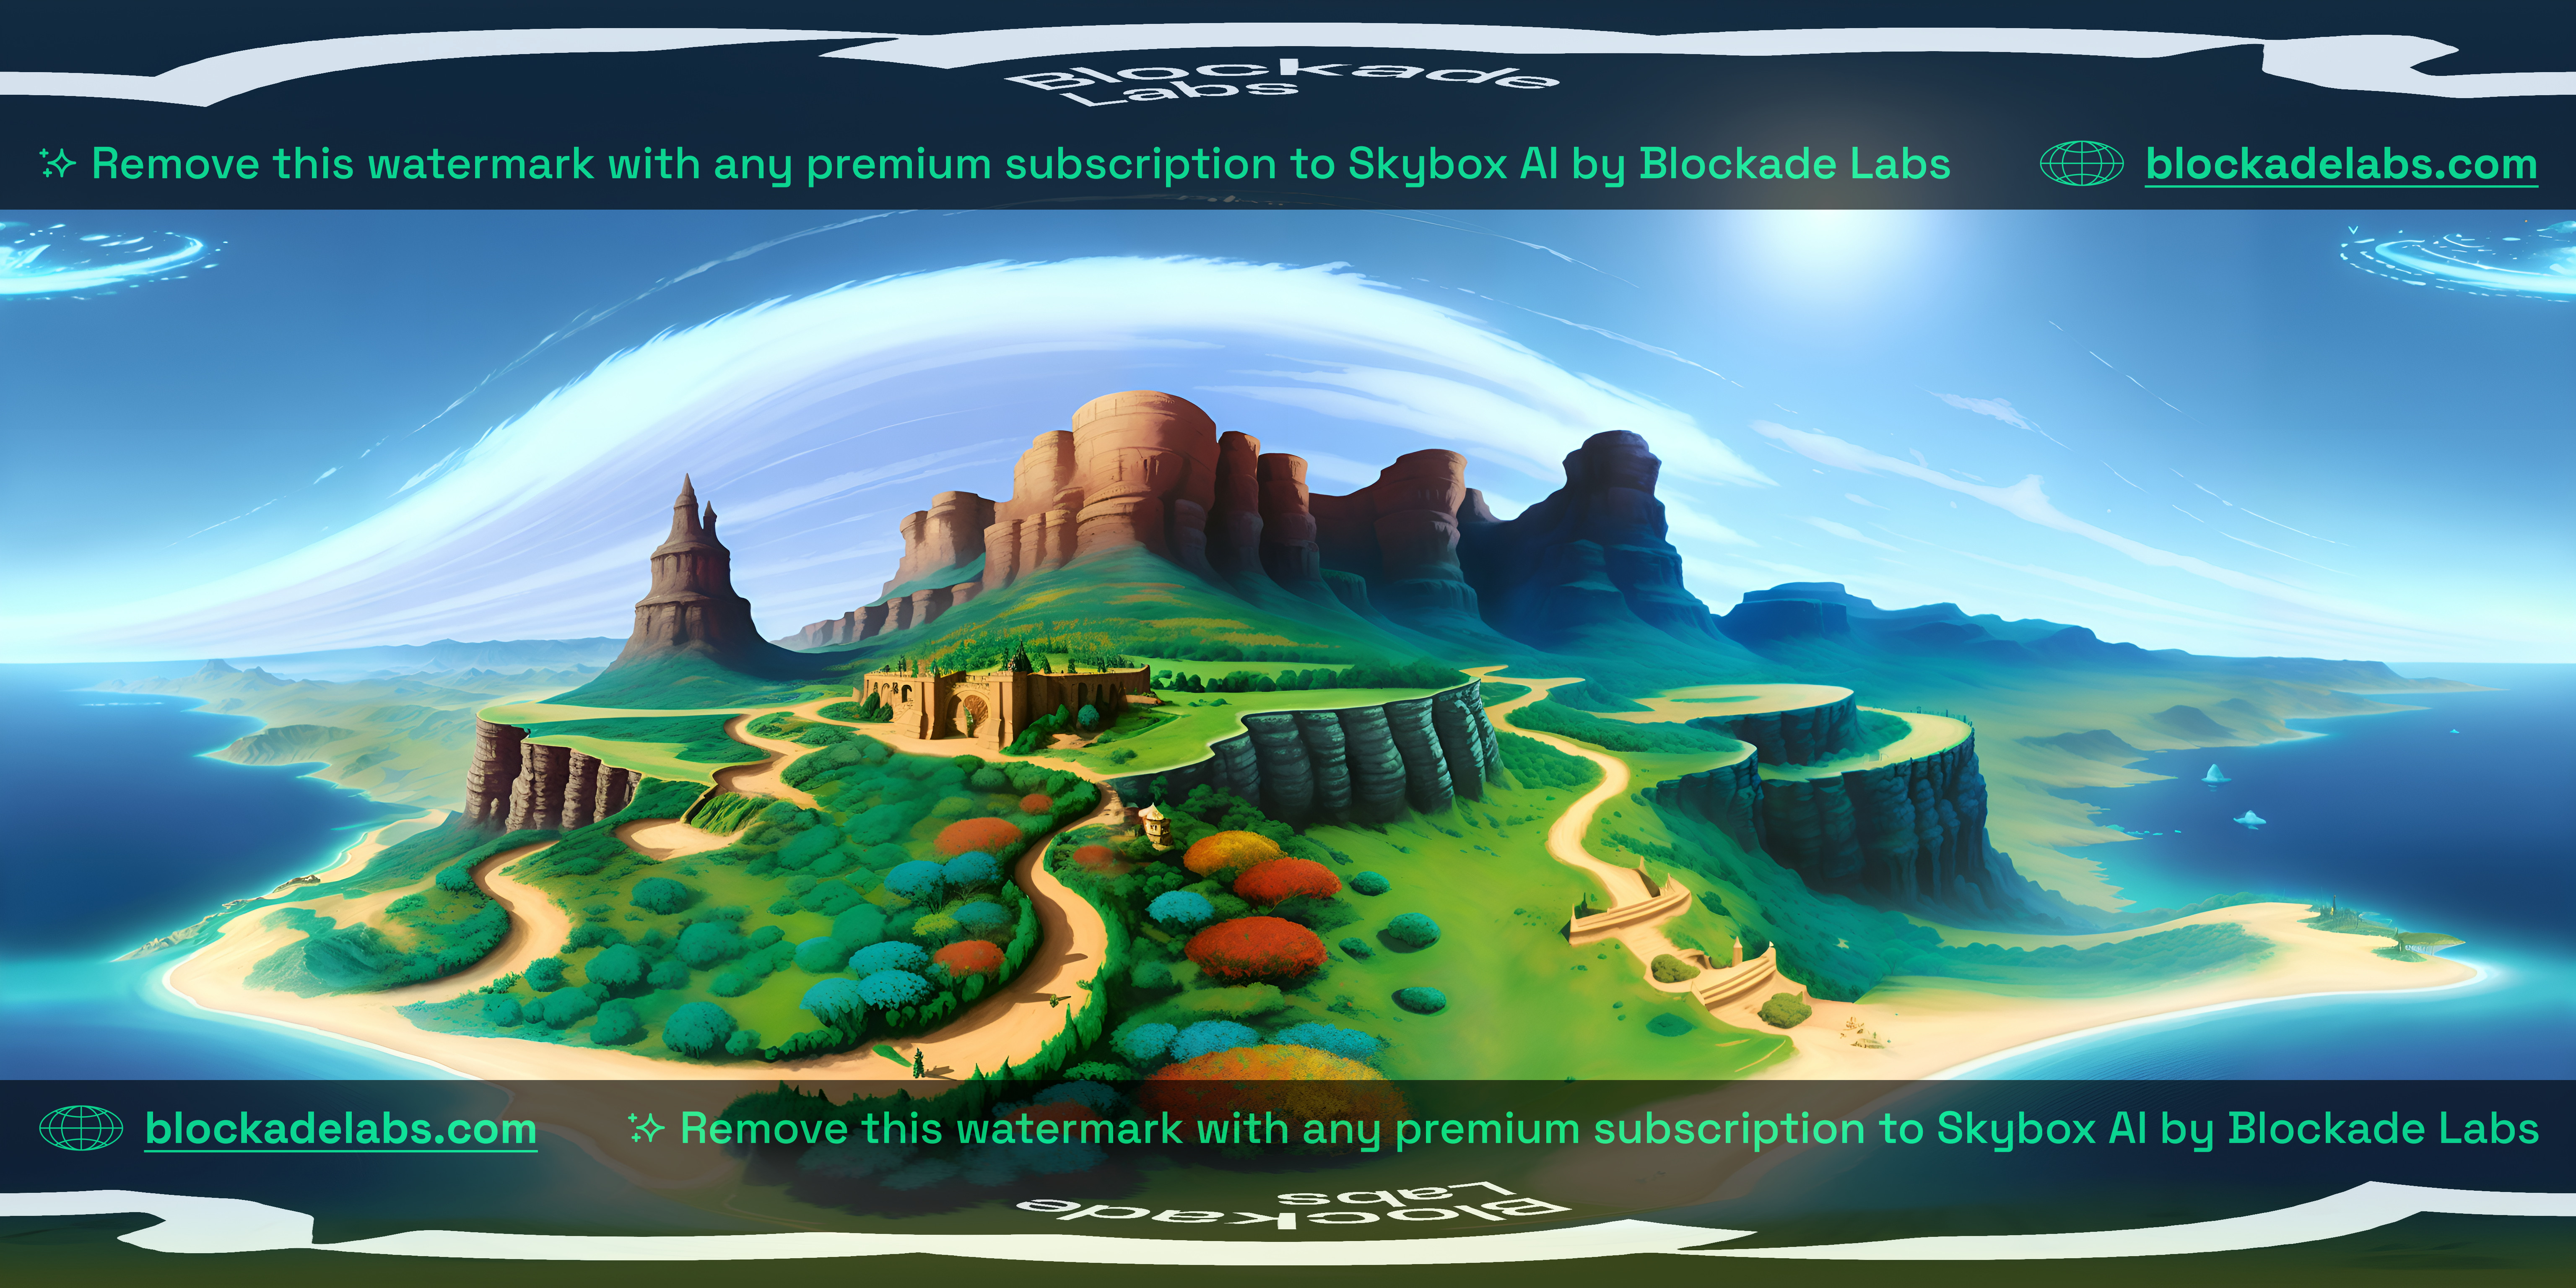 Blockade
Labs
Remove this watermark with any premium subscription to Skybox AI by Blockade Labs
blockadelabs.com
blockadelabs.com
Remove this watermark with any premium subscription to Skybox AI by Blockade Labs
Blockade
Labs